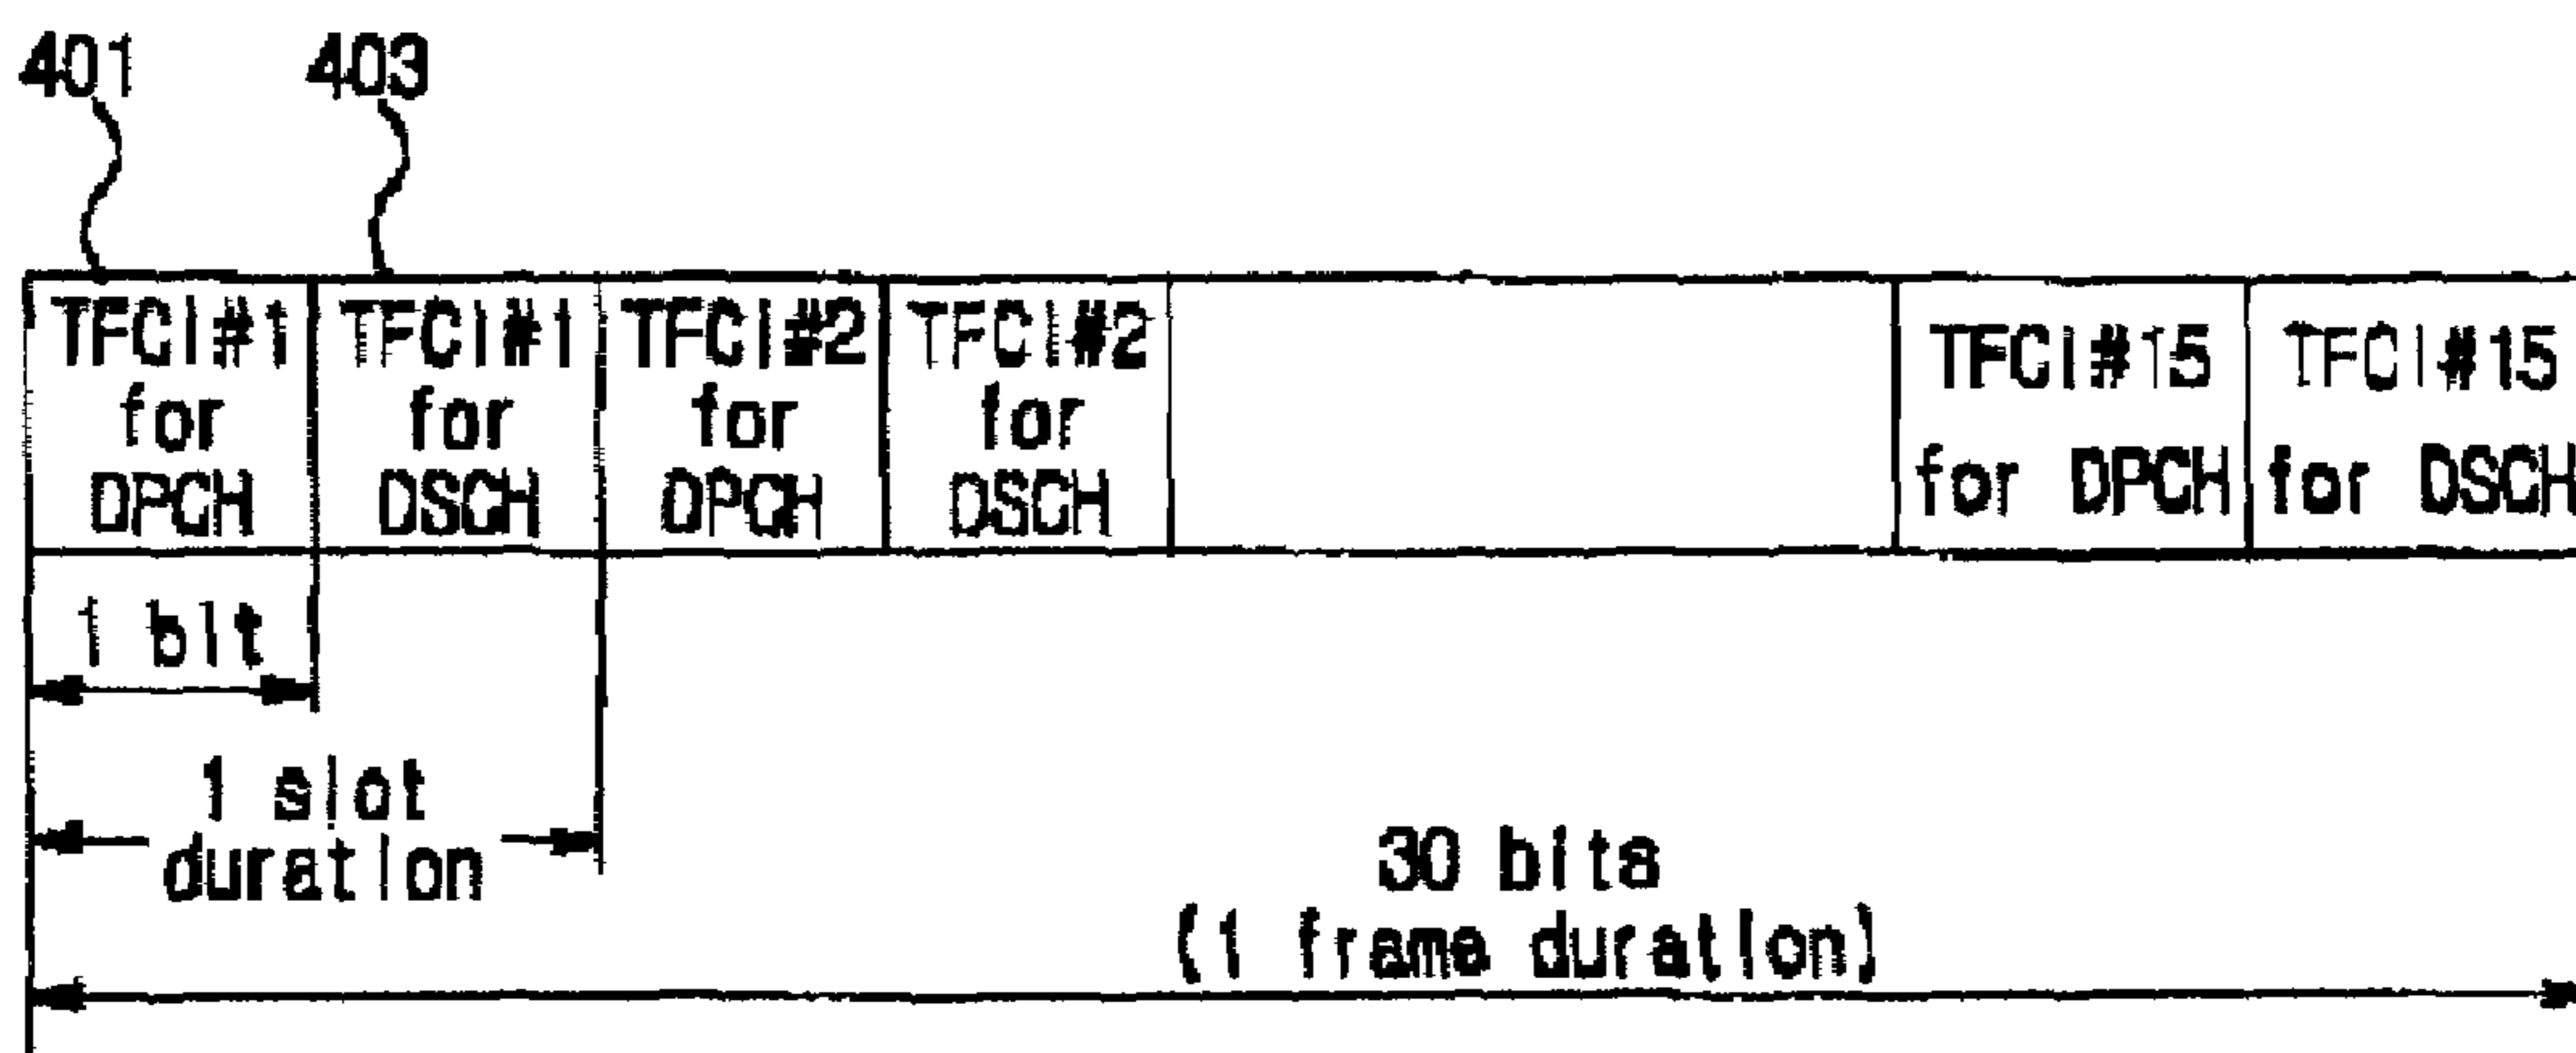 401 403
TFCI#1 for DPCH
TFCI#1 for DSCH
TFCI#2 for DPCH
TFCI#2 for DSCH
TFCI#15 for DPCH
TFCI#15 for DSCH
1 bit
1 slot
duration
30 bits
(1 frame duration)